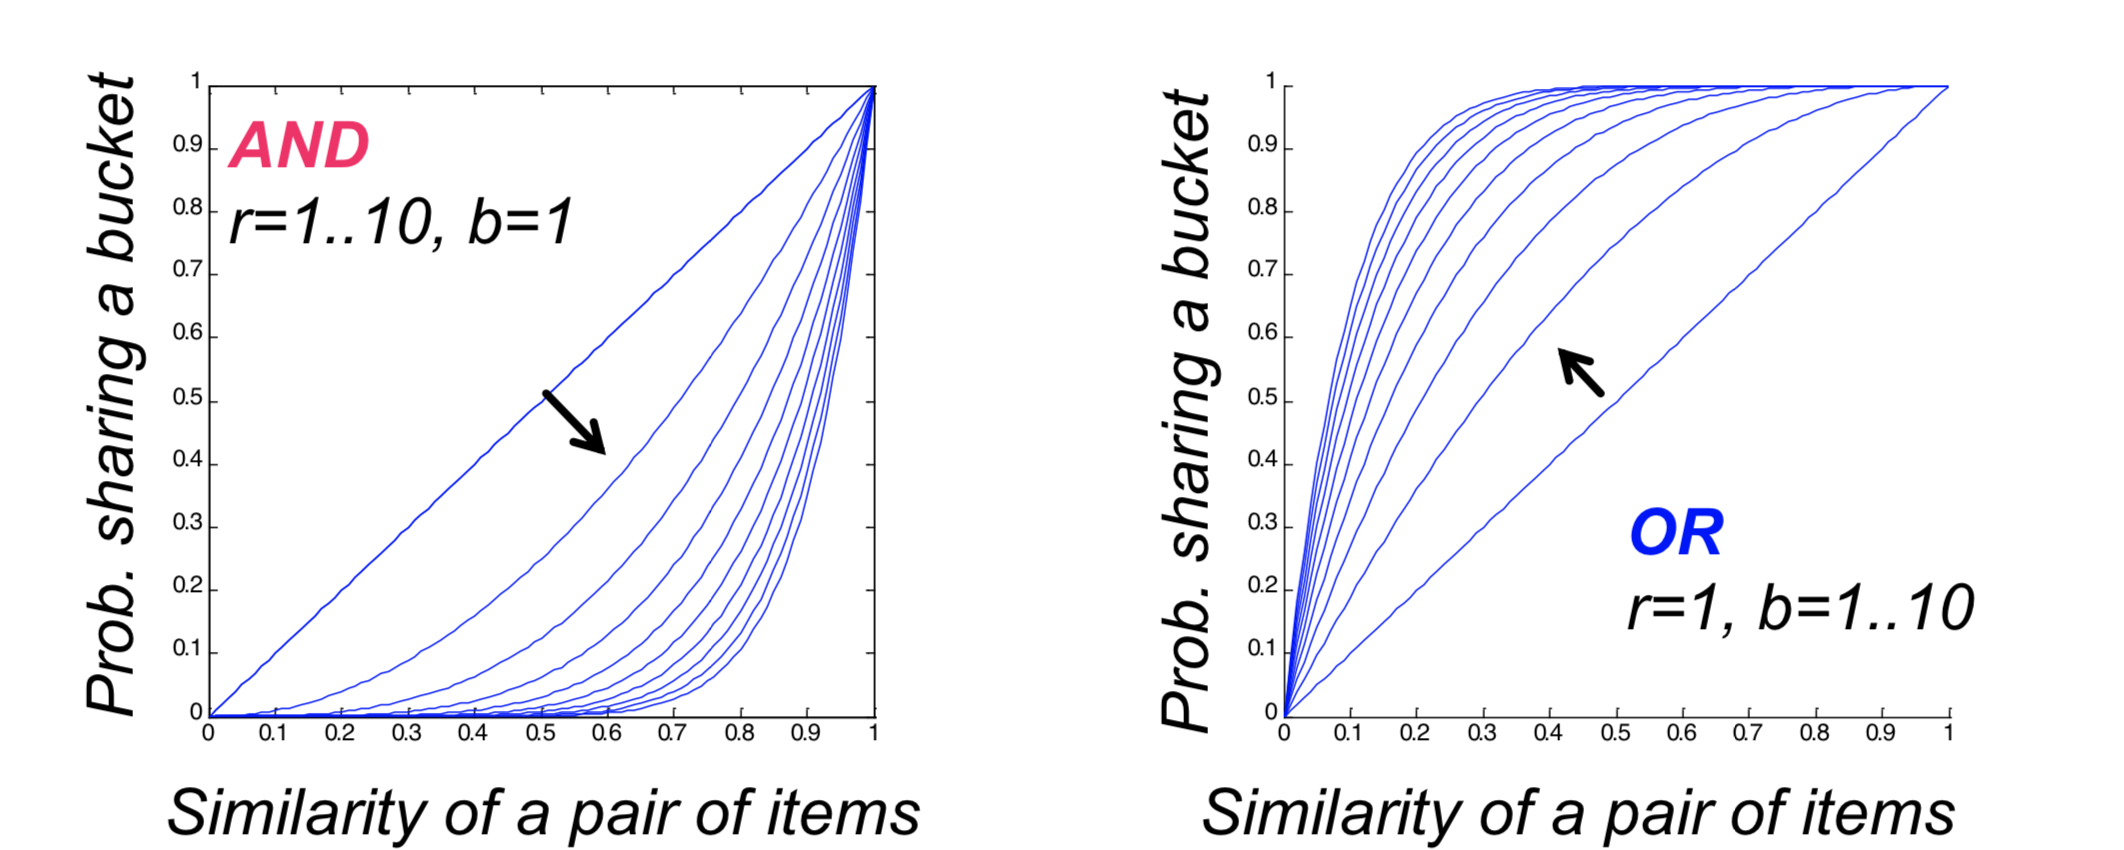 Prob. sharing a bucket
1
0.9
0.8
0.7
0.6
0.5
0.4
0.3
0.2
0.1
0
AND
r=1..10, b=1
0 0.1 0.2 0.3 0.4 0.5 0.6 0.7 0.8 0.9 1
Similarity of a pair of items
Prob. sharing a bucket
1
0.9
0.8
0.7
0.6
0.5
0.4
0.3
0.2
0.1
0
OR
r=1, b=1..10
0 0.1 0.2 0.3 0.4 0.5 0.6 0.7 0.8 0.9 1
Similarity of a pair of items